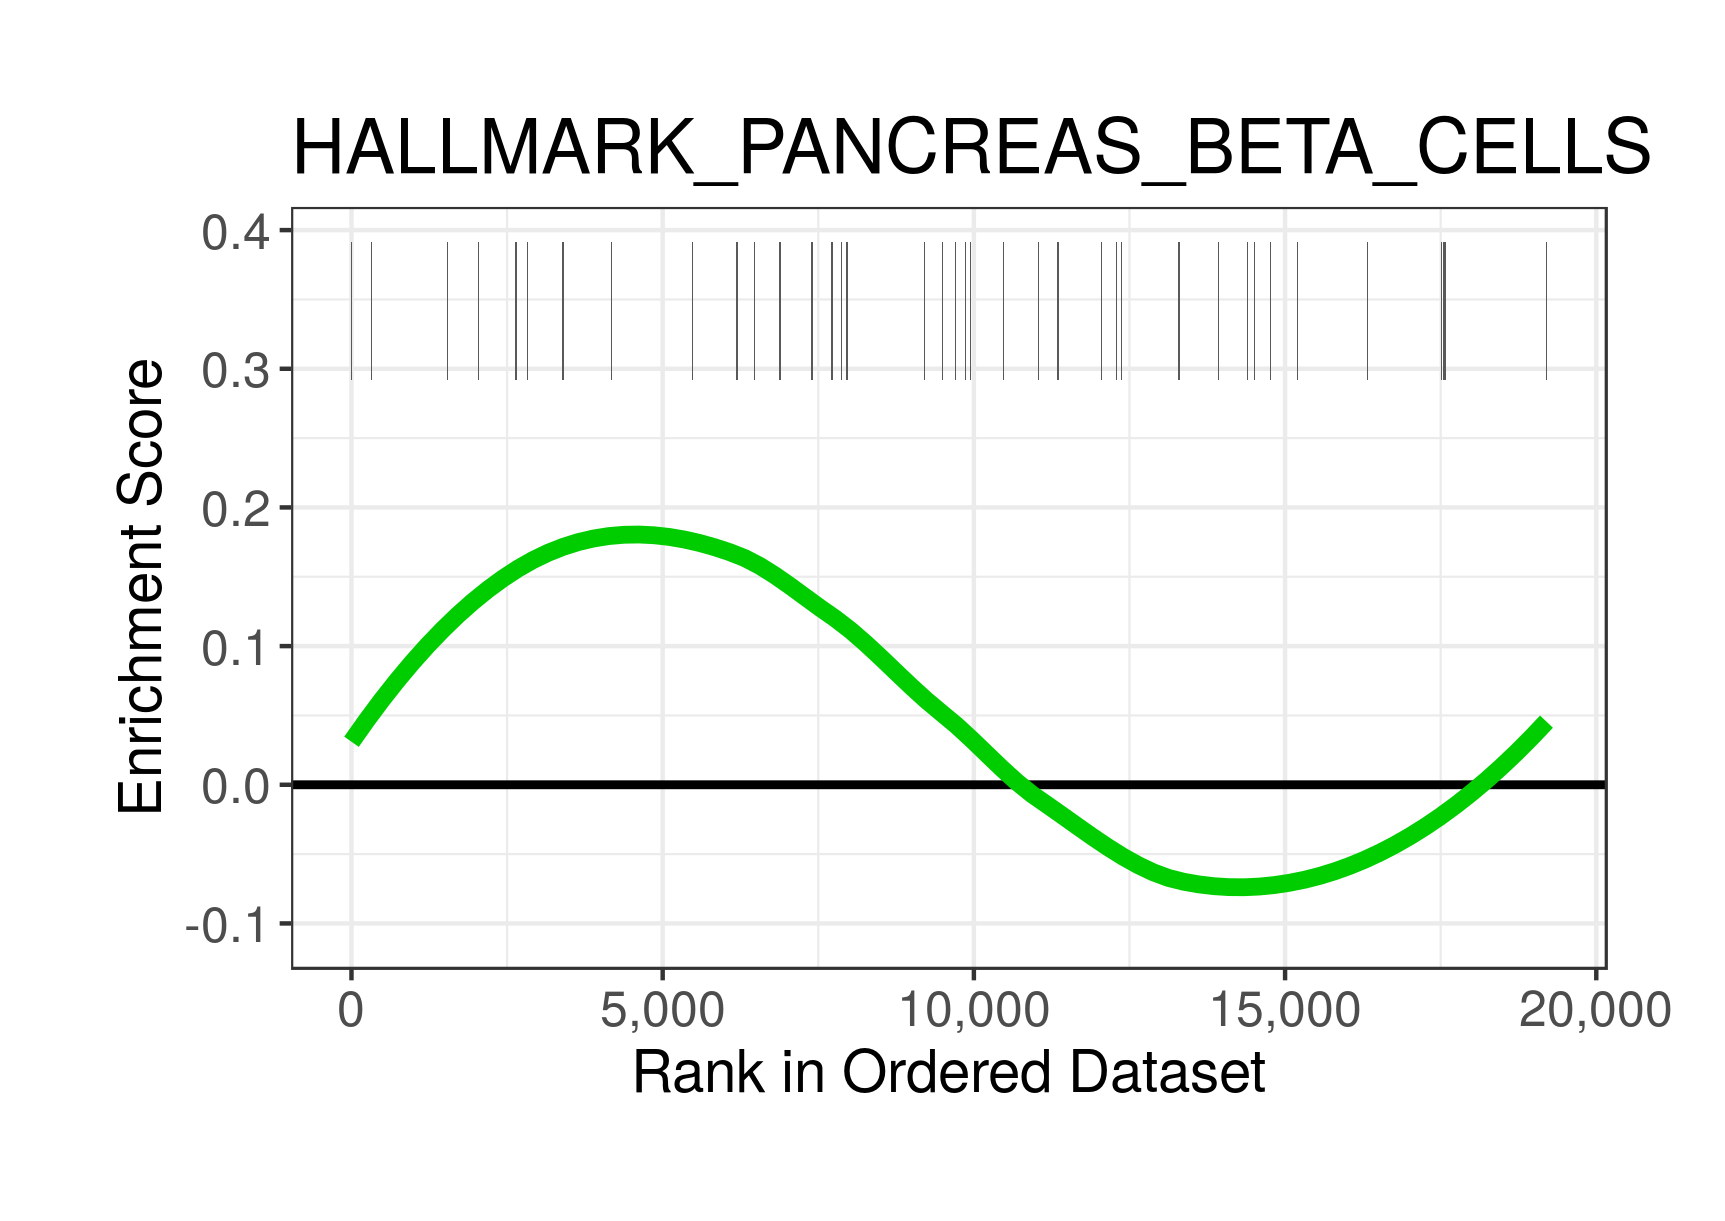 HALLMARK_PANCREAS_BETA_CELLS
0.4
0.3
0.2
0.1
0.0
-0.1
Enrichment Score
0 5,000 10,000 15,000 20,000
Rank in Ordered Dataset